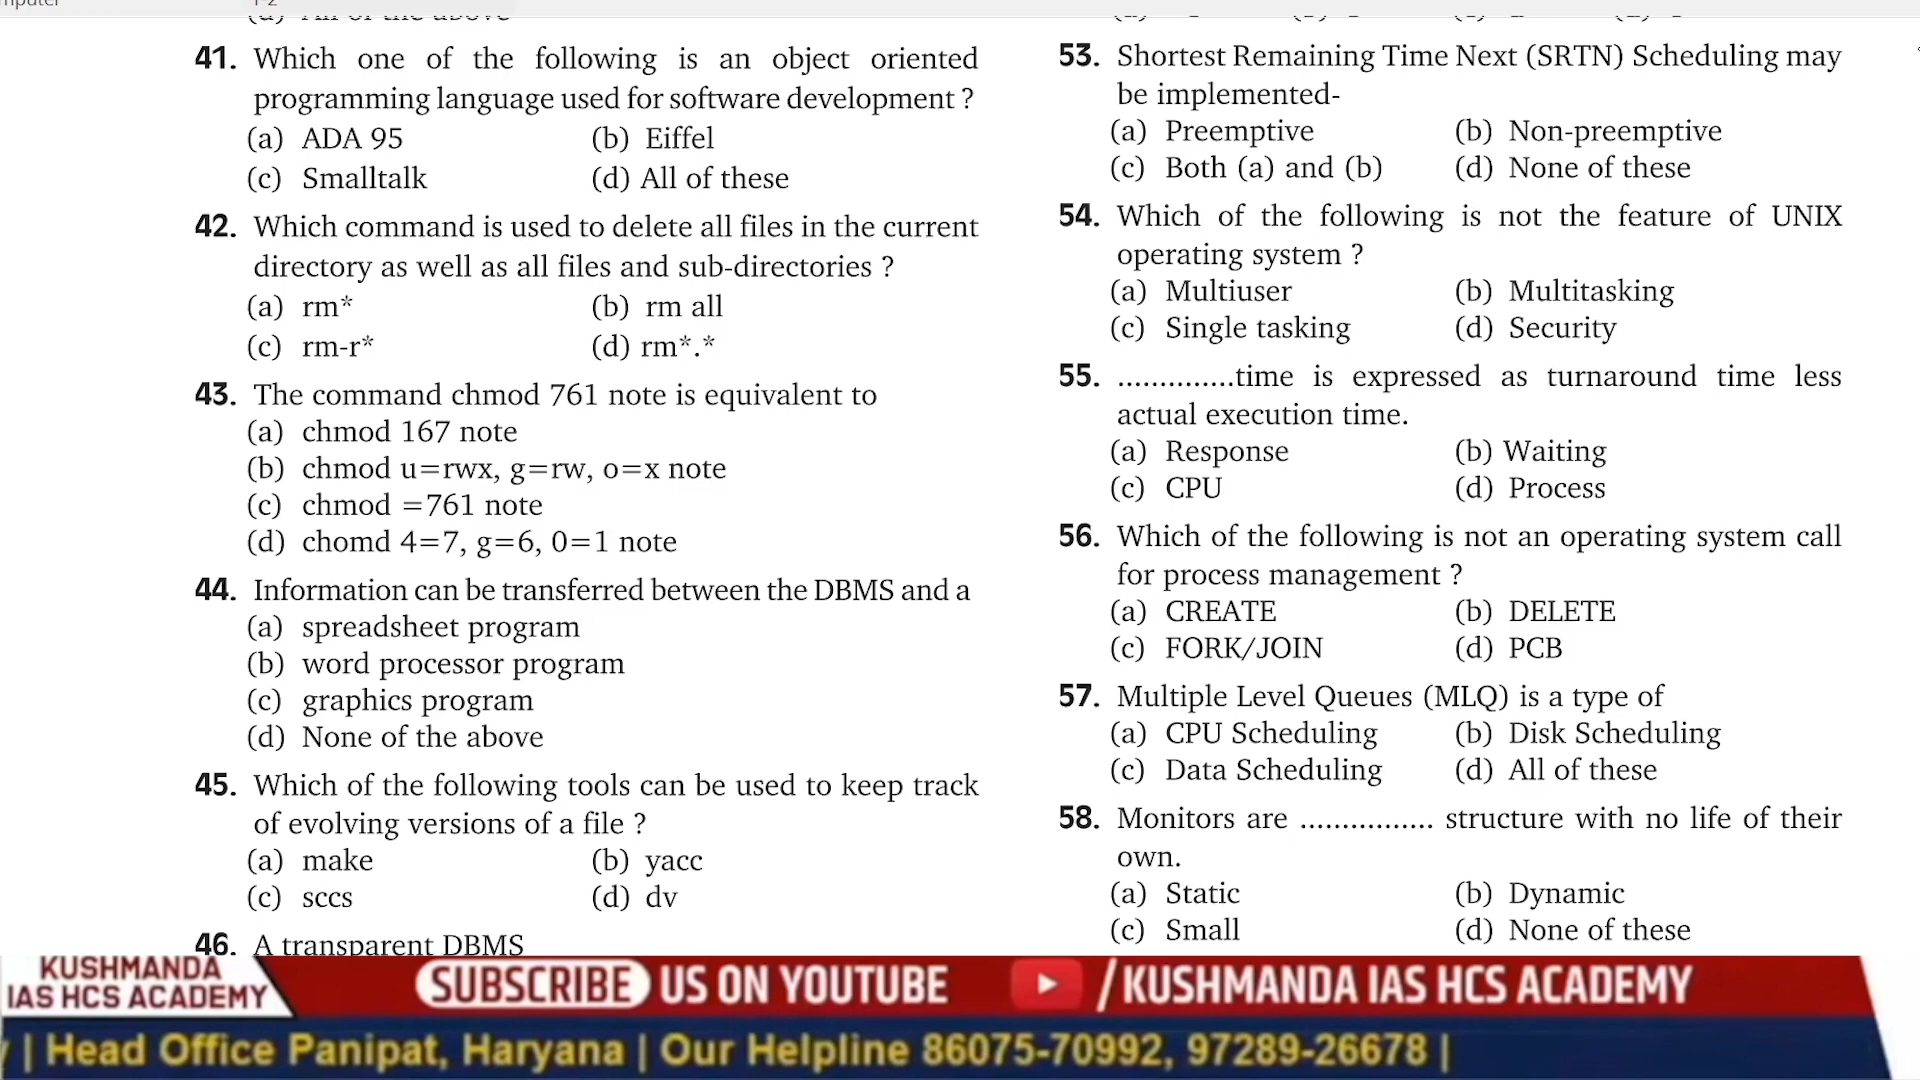 41. Which one of the following is an object oriented
programming language used for software development ?
(a) ADA 95 (b) Eiffel
(c) Smalltalk (d) All of these
42. Which command is used to delete all files in the current
directory as well as all files and sub-directories ?
(a) rm* (b) rm all
(c) rm-r* (d) rm*.*
43. The command chmod 761 note is equivalent to
(a) chmod 167 note
(b) chmod u=rwx, g=rw, o=x note
(c) chmod =761 note
(d) chomd 4=7, g=6, 0=1 note
44. Information can be transferred between the DBMS and a
(a) spreadsheet program
(b) word processor program
(c) graphics program
(d) None of the above
45. Which of the following tools can be used to keep track
of evolving versions of a file ?
(a) make (b) yacc
(c) sccs (d) dv
46. A transparent DBMS
53. Shortest Remaining Time Next (SRTN) Scheduling may
be implemented-
(a) Preemptive (b) Non-preemptive
(c) Both (a) and (b) (d) None of these
54. Which of the following is not the feature of UNIX
operating system ?
(a) Multiuser (b) Multitasking
(c) Single tasking (d) Security
55. ..............time is expressed as turnaround time less
actual execution time.
(a) Response (b) Waiting
(c) CPU (d) Process
56. Which of the following is not an operating system call
for process management ?
(a) CREATE (b) DELETE
(c) FORK/JOIN (d) PCB
57. Multiple Level Queues (MLQ) is a type of
(a) CPU Scheduling (b) Disk Scheduling
(c) Data Scheduling (d) All of these
58. Monitors are ................ structure with no life of their
own.
(a) Static (b) Dynamic
(c) Small (d) None of these
KUSHMANDA
IAS HCS ACADEMY
SUBSCRIBE US ON YOUTUBE /KUSHMANDA IAS HCS ACADEMY
| Head Office Panipat, Haryana | Our Helpline 86075-70992, 97289-26678 |